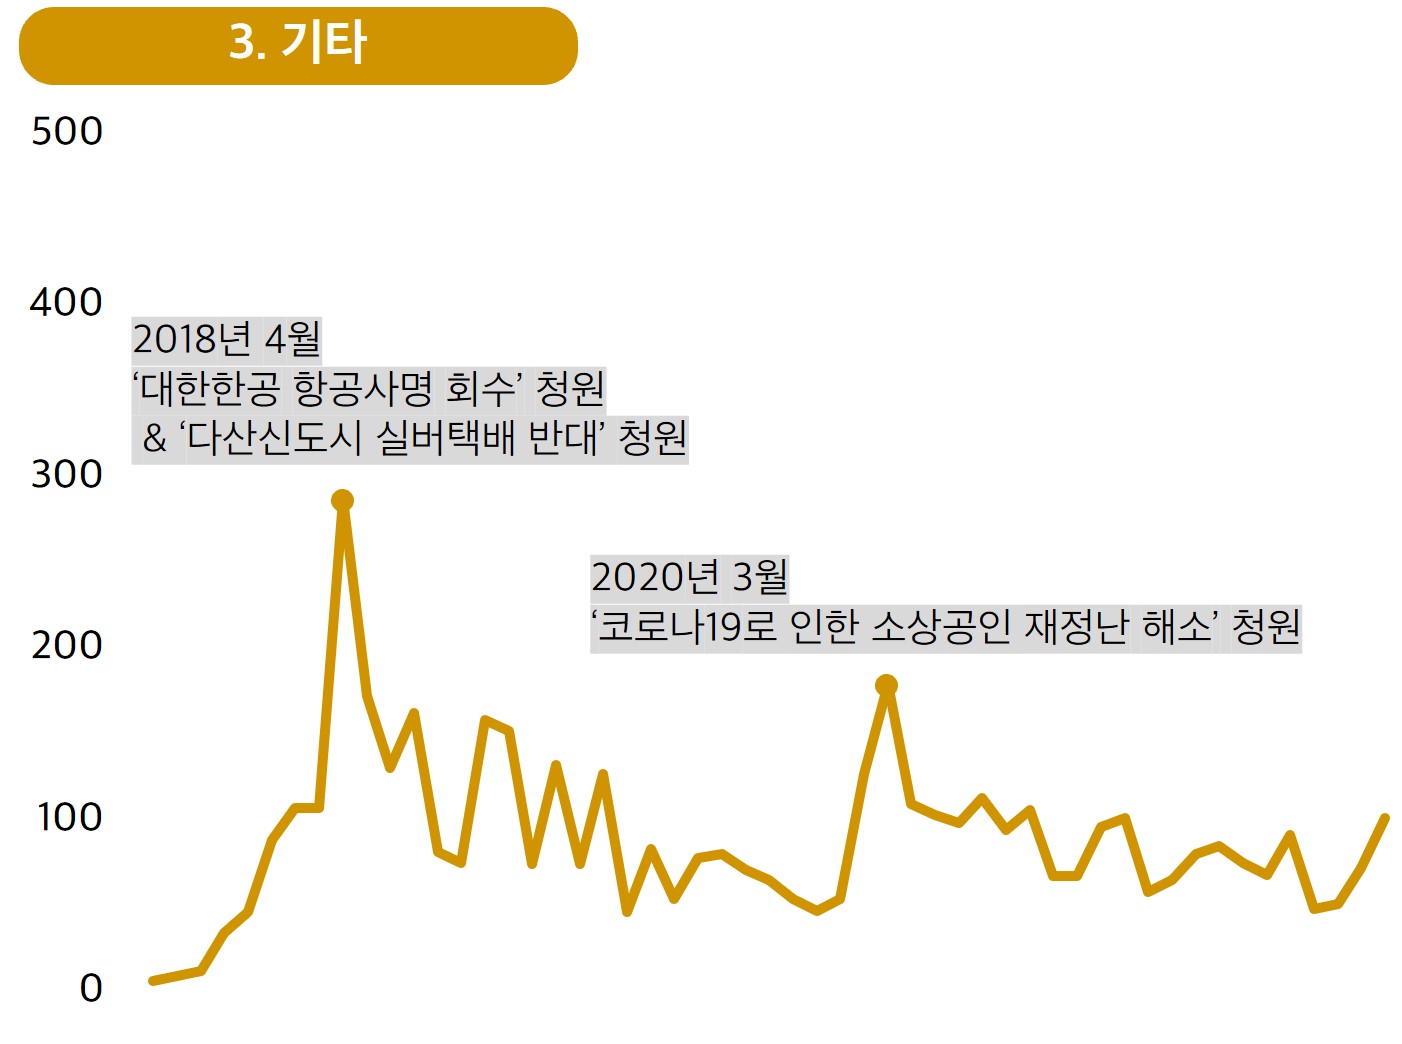 3. 기타
500
400
2018년 4월
‘대한한공 항공사명 회수’ 청원
& ‘다산신도시 실버택배 반대’ 청원
300
2020년 3월
‘코로나19로 인한 소상공인 재정난 해소’ 청원
200
100
0